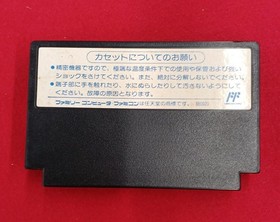 カセットについてのお願い
●精密機器ですので、極端な温度条件下での使用や保管および強い
ショックをさけてください。また、絶対に分解しないでください。
●端子部に手を触れたり、水にぬらしたりして汚さないようにして
ください。故障の原因となります。
ファミリー コンピュータ ファミコン は任天堂の商標です。
FF